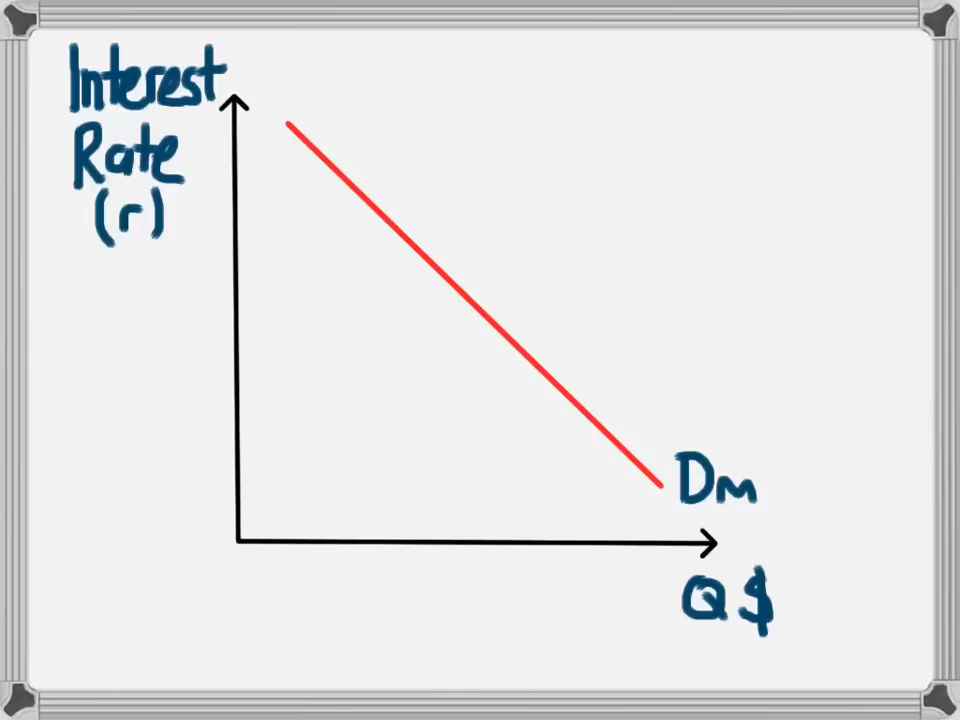 Interest
Rate
(r)
Dm
Q $